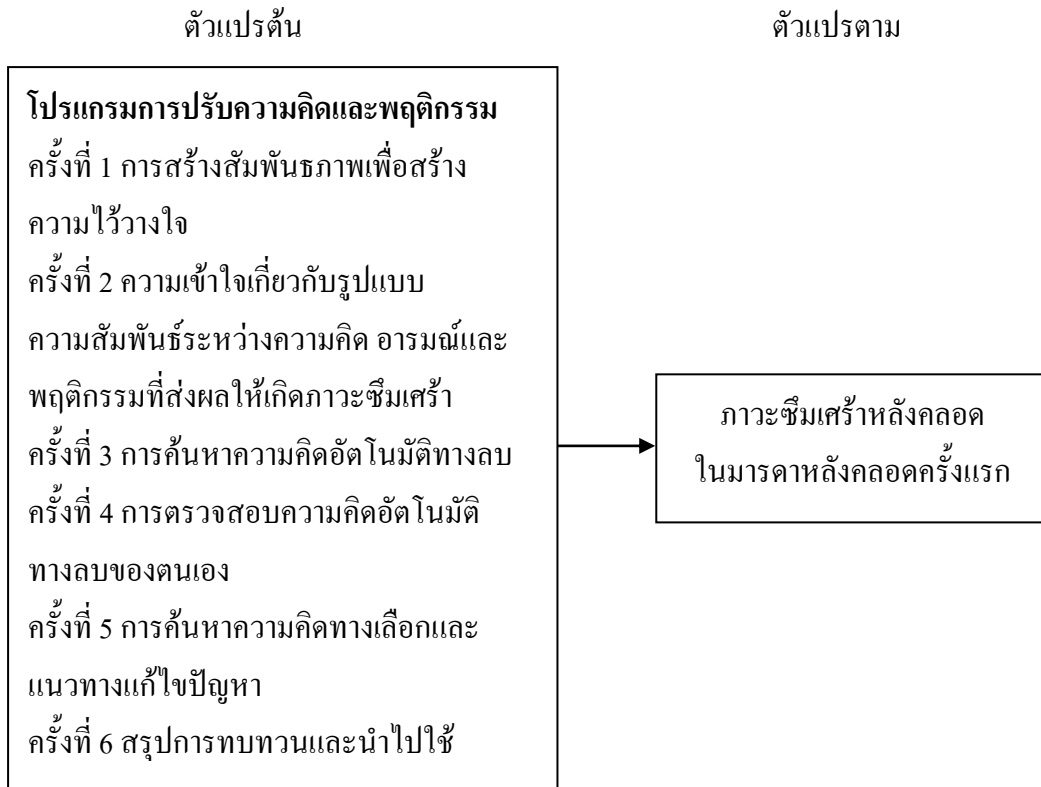 ตัวแปรต้น
ตัวแปรตาม
โปรแกรมการปรับความคิดและพฤติกรรม
ครั้งที่ 1 การสร้างสัมพันธภาพเพื่อสร้าง
ความไว้วางใจ
ครั้งที่ 2 ความเข้าใจเกี่ยวกับรูปแบบ
ความสัมพันธ์ระหว่างความคิด อารมณ์และ
พฤติกรรมที่ส่งผลให้เกิดภาวะซึมเศร้า
ครั้งที่ 3 การค้นหาความคิดอัตโนมัติทางลบ
ครั้งที่ 4 การตรวจสอบความคิดอัตโนมัติ
ทางลบของตนเอง
ครั้งที่ 5 การค้นหาความคิดทางเลือกและ
แนวทางแก้ไขปัญหา
ครั้งที่ 6 สรุปการทบทวนและนำไปใช้
ภาวะซึมเศร้าหลังคลอด
ในมารดาหลังคลอดครั้งแรก